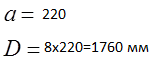 a = 220
D = 8x220=1760 мм